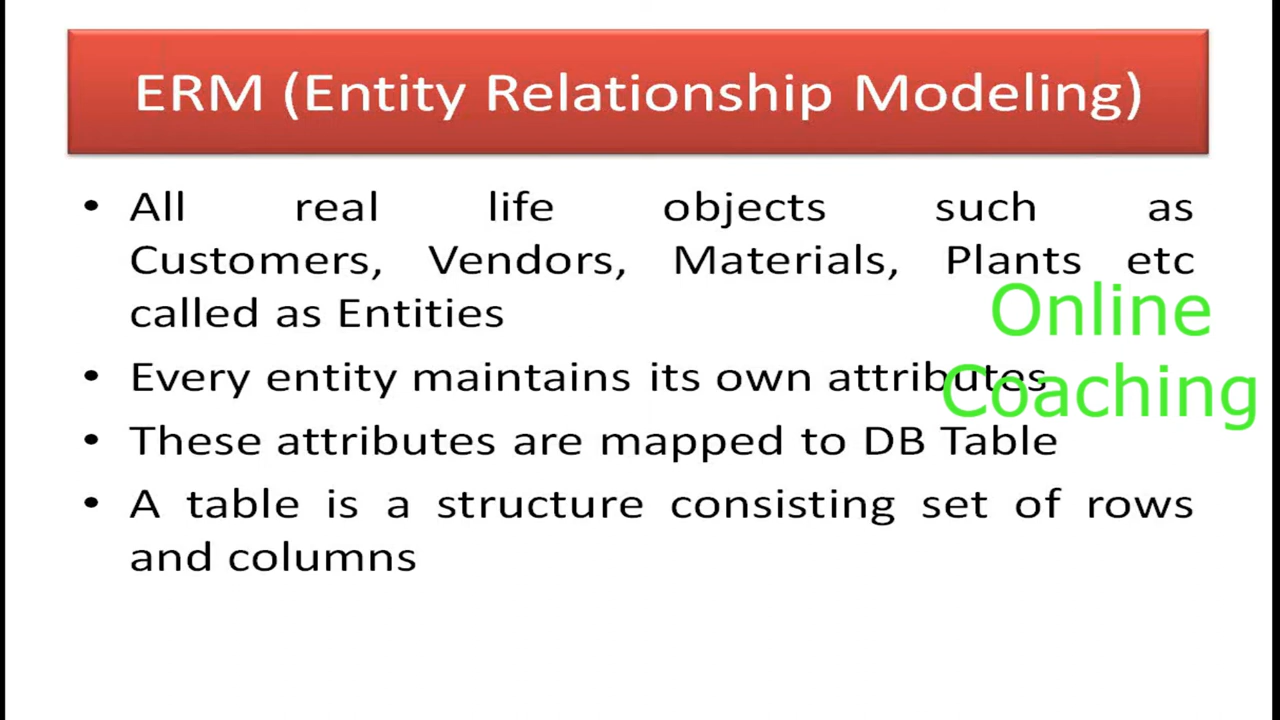 ERM (Entity Relationship Modeling)
• All real life objects such as
Customers, Vendors, Materials, Plants etc
called as Entities
• Every entity maintains its own attributes
• These attributes are mapped to DB Table
• A table is a structure consisting set of rows
and columns
Online
Coaching